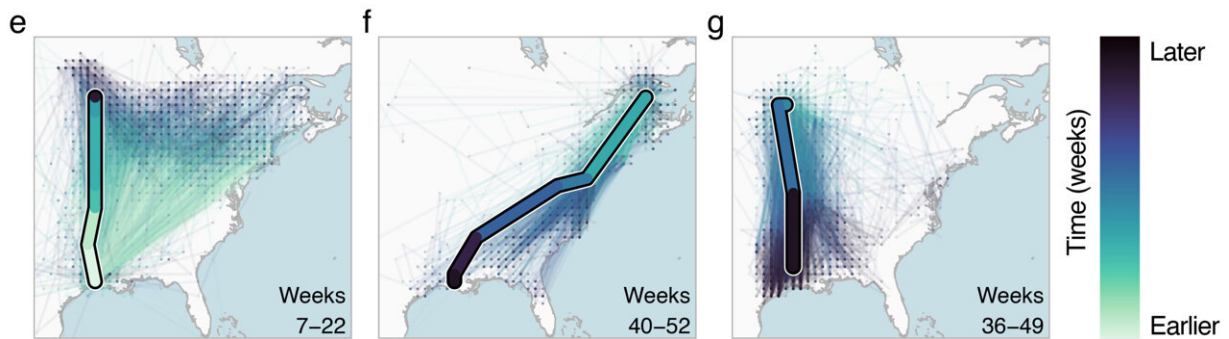 e
Weeks
7–22
f
Weeks
40–52
g
Weeks
36–49
Later
Time (weeks)
Earlier